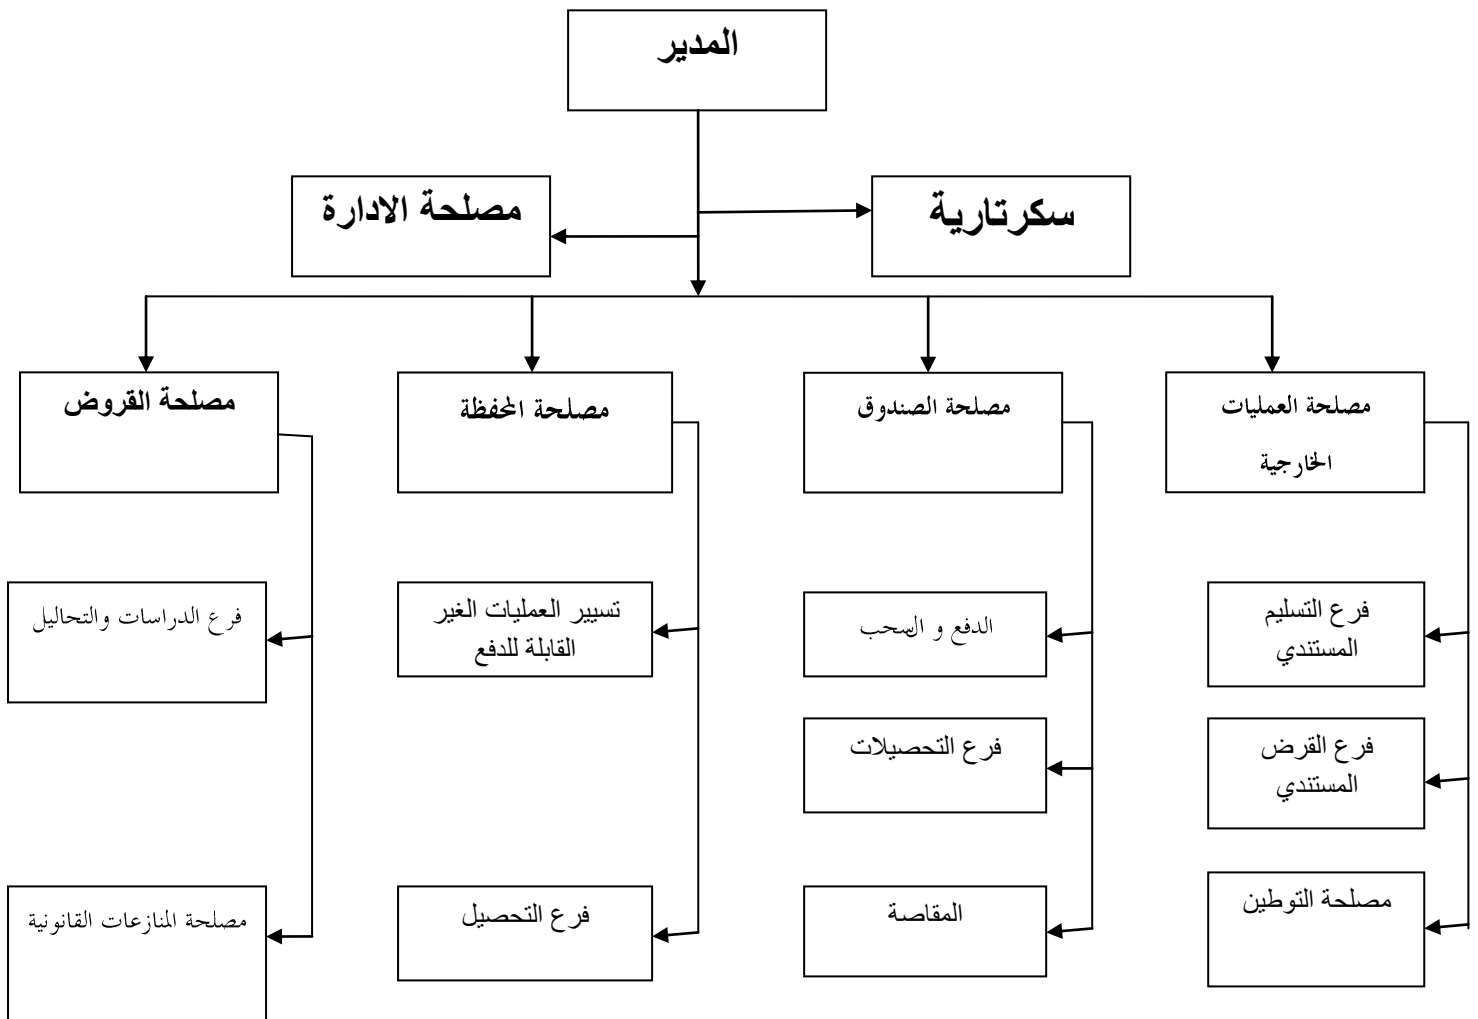 المدير
سكرتارية
مصلحة الادارة
مصلحة العمليات
الخارجية
مصلحة الصندوق
مصلحة المحفظة
مصلحة القروض
فرع التسليم
المستندي
الدفع و السحب
تسيير العمليات الغير
القابلة للدفع
فرع الدراسات والتحاليل
فرع القرض
المستندي
فرع التحصيلات
مصلحة التوطين
المقاصة
فرع التحصيل
مصلحة المنازعات القانونية